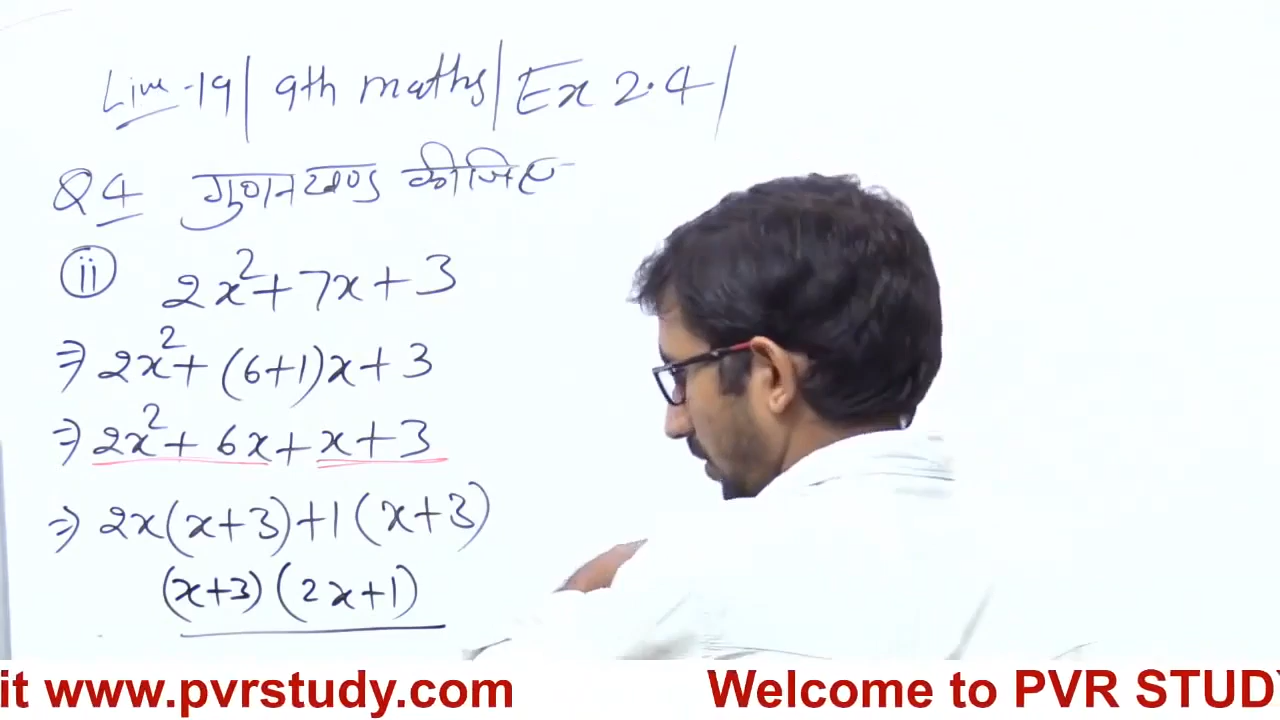 Live-19| 9th maths| Ex 2.4|
Q4 गुणनखण्ड कीजिए
ii 2x²+7x+3
⇒ 2x²+(6+1)x+3
⇒ 2x²+6x+x+3
⇒ 2x(x+3)+1(x+3)
(x+3)(2x+1)
it www.pvrstudy.com Welcome to PVR STUDY